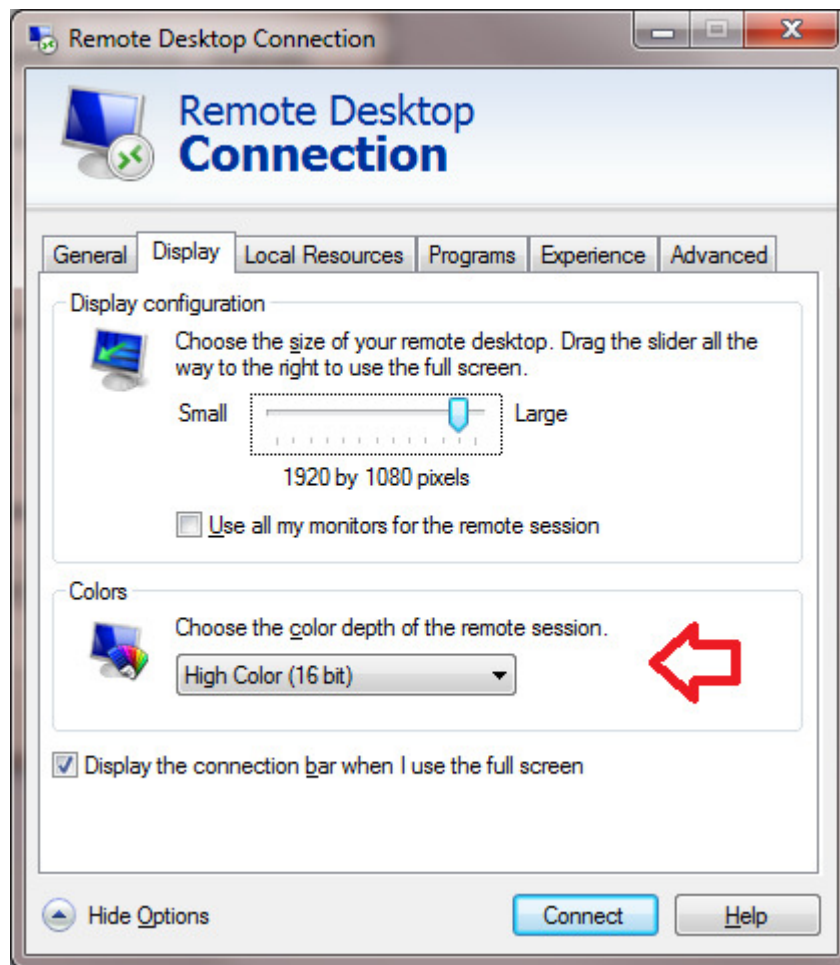 Remote Desktop Connection
Remote Desktop
Connection
General Display Local Resources Programs Experience Advanced
Display configuration
Choose the size of your remote desktop. Drag the slider all the
way to the right to use the full screen.
Small Large
1920 by 1080 pixels
Use all my monitors for the remote session
Colors
Choose the color depth of the remote session.
High Color (16 bit)
Display the connection bar when I use the full screen
Hide Options Connect Help